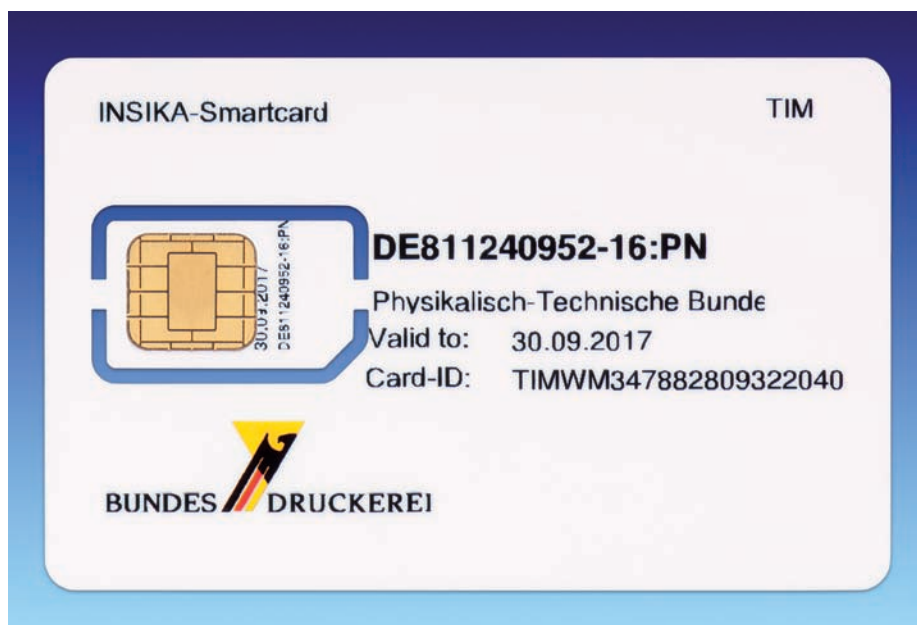 INSIKA-Smartcard
TIM
30.09.2017
DE811240952-16:PN
DE811240952-16:PN
Physikalisch-Technische Bunde
Valid to: 30.09.2017
Card-ID: TIMWM347882809322040
BUNDES DRUCKEREI